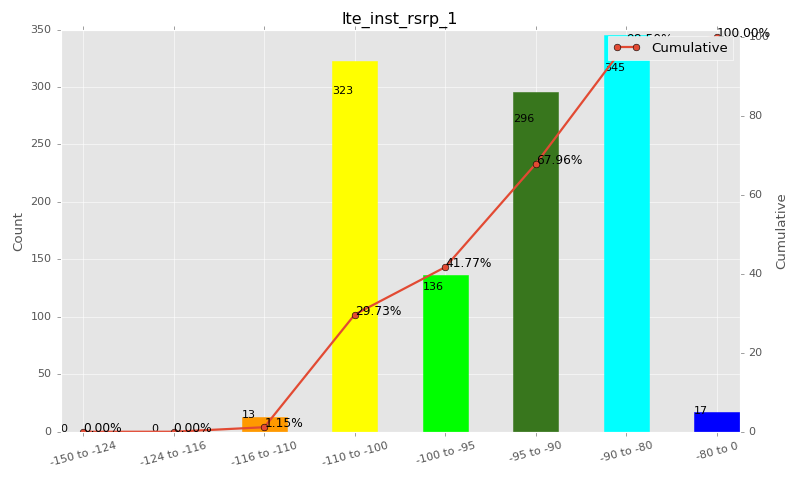 lte_inst_rsrp_1
350
300
250
200
150
100
50
0
Count
100
80
60
40
20
0
Cumulative
Cumulative
0
0
13
323
136
296
345
17
0.00%
0.00%
1.15%
29.73%
41.77%
67.96%
100.00%
-150 to -124
-124 to -116
-116 to -110
-110 to -100
-100 to -95
-95 to -90
-90 to -80
-80 to 0